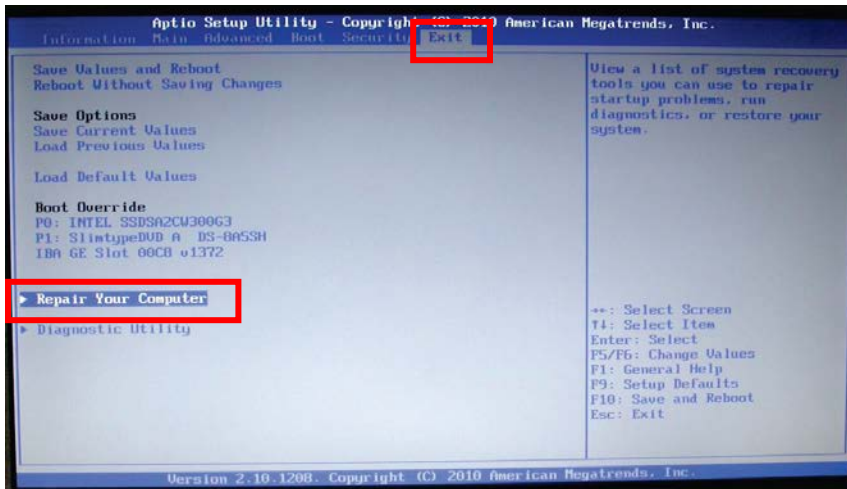 Aptio Setup Utility - Copyright (C) 2010 American Megatrends, Inc.
Information Main Advanced Boot Security Exit
Save Values and Reboot
Reboot Without Saving Changes
Save Options
Save Current Values
Load Previous Values
Load Default Values
Boot Override
P0: INTEL SSDSA2CW300G3
P1: SlimtypeDVD A DS-8A5SH
IBA GE Slot 00C8 v1372
▶ Repair Your Computer
▶ Diagnostic Utility
View a list of system recovery
tools you can use to repair
startup problems, run
diagnostics, or restore your
system.
→←: Select Screen
↑↓: Select Item
Enter: Select
F5/F6: Change Values
F1: General Help
F9: Setup Defaults
F10: Save and Reboot
Esc: Exit
Version 2.10.1208. Copyright (C) 2010 American Megatrends, Inc.